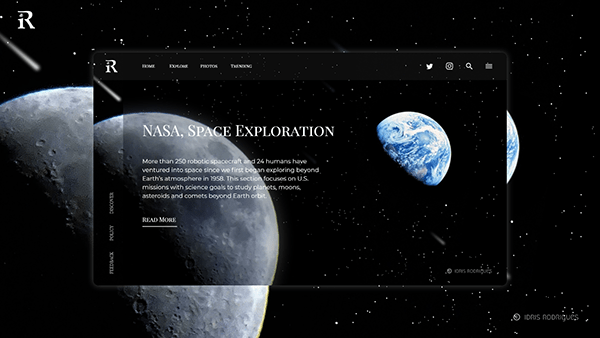 R
R
Home Explore Photos Trending
NASA, Space Exploration
More than 250 robotic spacecraft and 24 humans have
ventured into space since we first began exploring beyond
Earth's atmosphere in 1958. This section focuses on U.S.
missions with science goals to study planets, moons,
asteroids and comets beyond Earth orbit.
Read More
Discover
Policy
Feedback
© IDRIS RODRIGUES
© IDRIS RODRIGUES